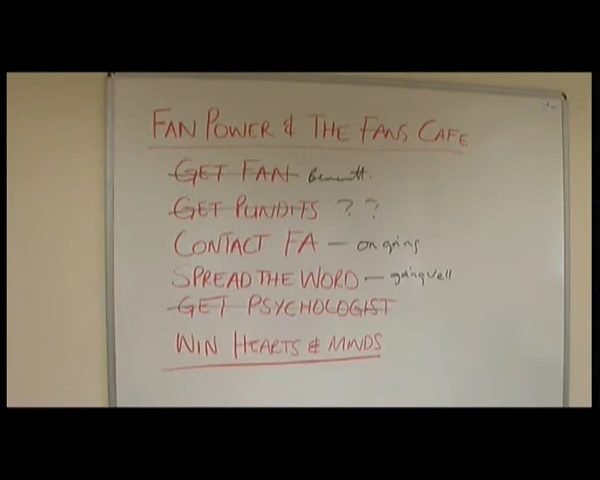 FAN POWER & THE FANS CAFE
GET FAN
GET PUNDITS ? ?
CONTACT FA – ongoing
SPREAD THE WORD – going well
GET PSYCHOLOGIST
WIN HEARTS & MINDS